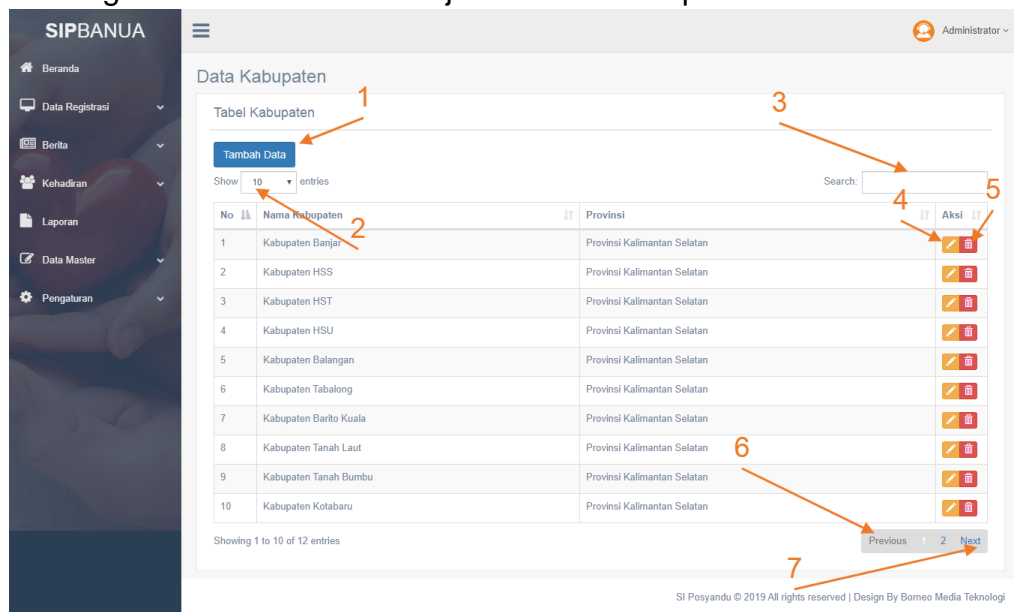 SIPBANUA
Administrator
Beranda
Data Registrasi
Berita
Kehadiran
Laporan
Data Master
Pengaturan
Data Kabupaten
1
Tabel Kabupaten
3
Tambah Data
Show 10 entries
Search:
4
5
2
No Nama Kabupaten Provinsi Aksi
1 Kabupaten Banjar Provinsi Kalimantan Selatan
2 Kabupaten HSS Provinsi Kalimantan Selatan
3 Kabupaten HST Provinsi Kalimantan Selatan
4 Kabupaten HSU Provinsi Kalimantan Selatan
5 Kabupaten Balangan Provinsi Kalimantan Selatan
6 Kabupaten Tabalong Provinsi Kalimantan Selatan
7 Kabupaten Barito Kuala Provinsi Kalimantan Selatan
8 Kabupaten Tanah Laut Provinsi Kalimantan Selatan
6
9 Kabupaten Tanah Bumbu Provinsi Kalimantan Selatan
10 Kabupaten Kotabaru Provinsi Kalimantan Selatan
Showing 1 to 10 of 12 entries
Previous 1 2 Next
7
SI Posyandu © 2019 All rights reserved | Design By Borneo Media Teknologi